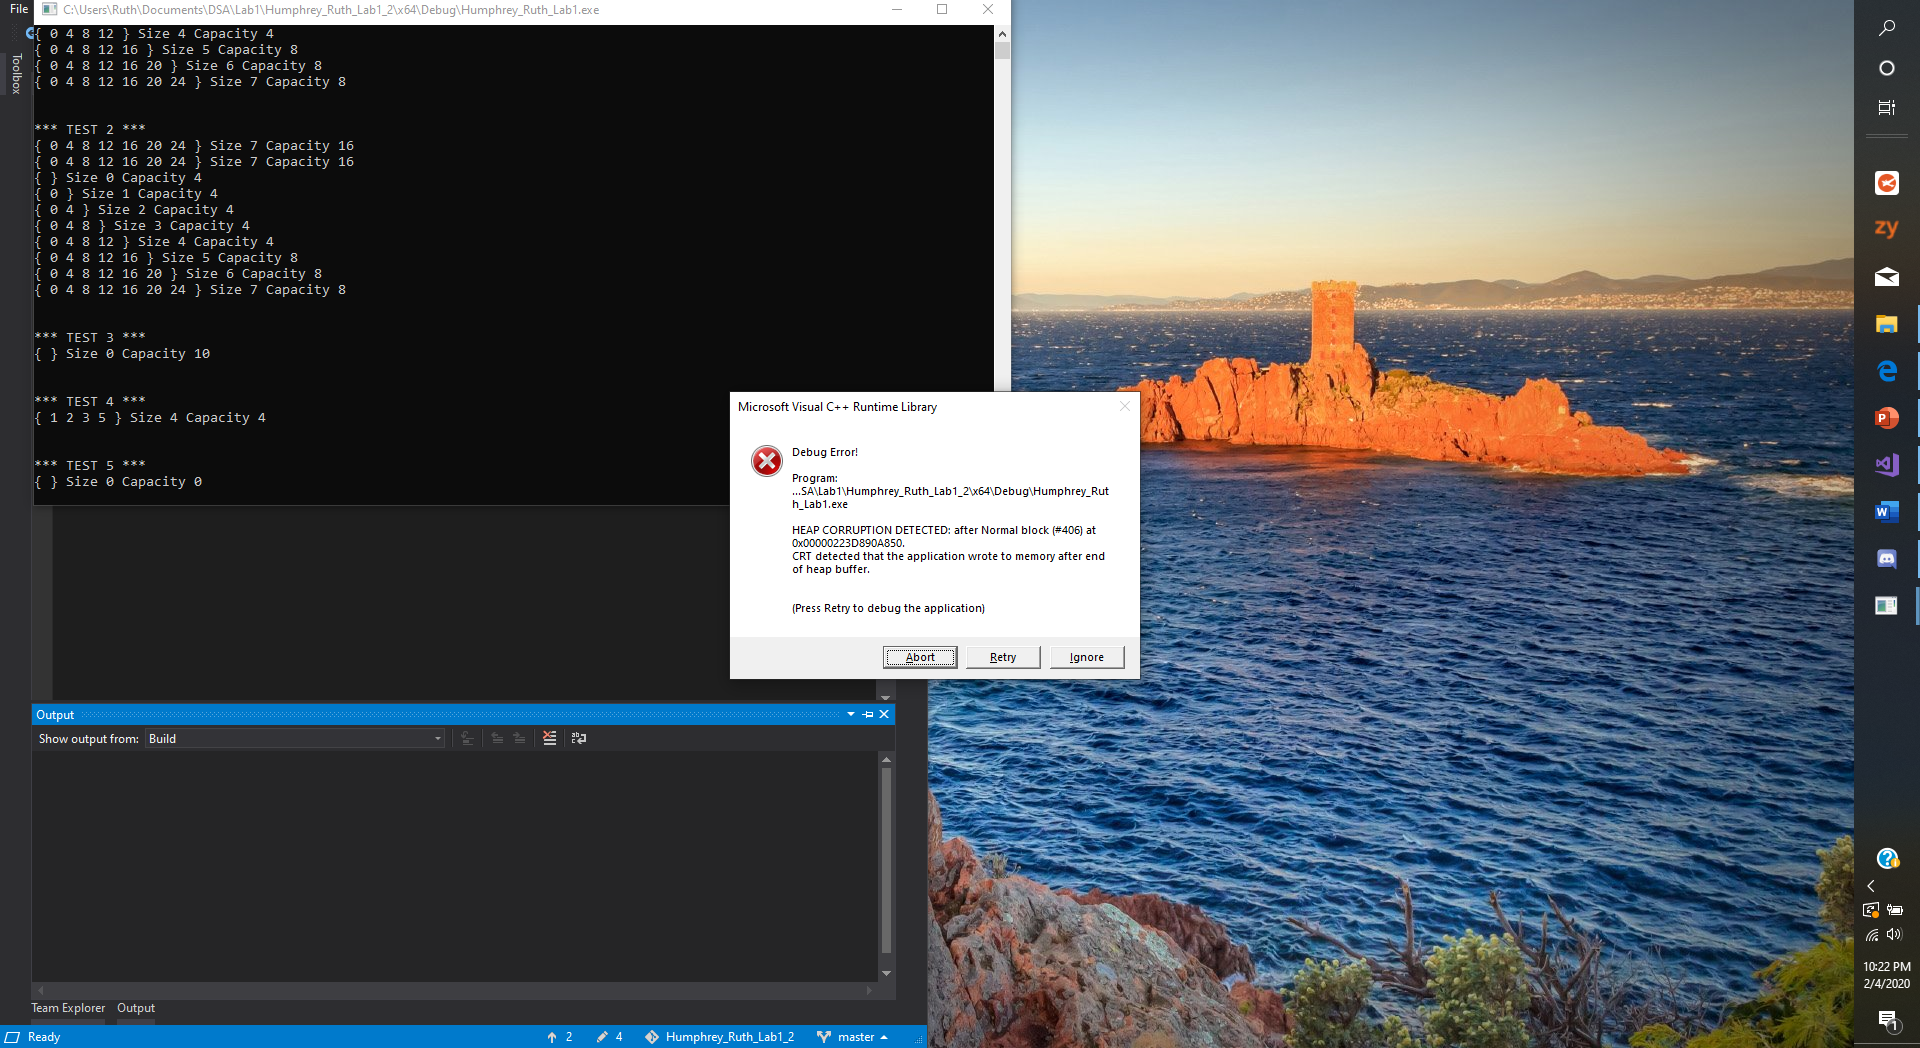 File
C:\Users\Ruth\Documents\DSA\Lab1\Humphrey_Ruth_Lab1_2\x64\Debug\Humphrey_Ruth_Lab1.exe
Toolbox
{ 0 4 8 12 } Size 4 Capacity 4
{ 0 4 8 12 16 } Size 5 Capacity 8
{ 0 4 8 12 16 20 } Size 6 Capacity 8
{ 0 4 8 12 16 20 24 } Size 7 Capacity 8
*** TEST 2 ***
{ 0 4 8 12 16 20 24 } Size 7 Capacity 16
{ 0 4 8 12 16 20 24 } Size 7 Capacity 16
{ } Size 0 Capacity 4
{ 0 } Size 1 Capacity 4
{ 0 4 } Size 2 Capacity 4
{ 0 4 8 } Size 3 Capacity 4
{ 0 4 8 12 } Size 4 Capacity 4
{ 0 4 8 12 16 } Size 5 Capacity 8
{ 0 4 8 12 16 20 } Size 6 Capacity 8
{ 0 4 8 12 16 20 24 } Size 7 Capacity 8
*** TEST 3 ***
{ } Size 0 Capacity 10
*** TEST 4 ***
{ 1 2 3 5 } Size 4 Capacity 4
*** TEST 5 ***
{ } Size 0 Capacity 0
Microsoft Visual C++ Runtime Library
Debug Error!
Program:
...SA\Lab1\Humphrey_Ruth_Lab1_2\x64\Debug\Humphrey_Rut
h_Lab1.exe
HEAP CORRUPTION DETECTED: after Normal block (#406) at
0x00000223D890A850.
CRT detected that the application wrote to memory after end
of heap buffer.
(Press Retry to debug the application)
Abort Retry Ignore
Output
Show output from: Build
Team Explorer Output
Ready 2 4 Humphrey_Ruth_Lab1_2 master
zy
P
W
10:22 PM
2/4/2020
1